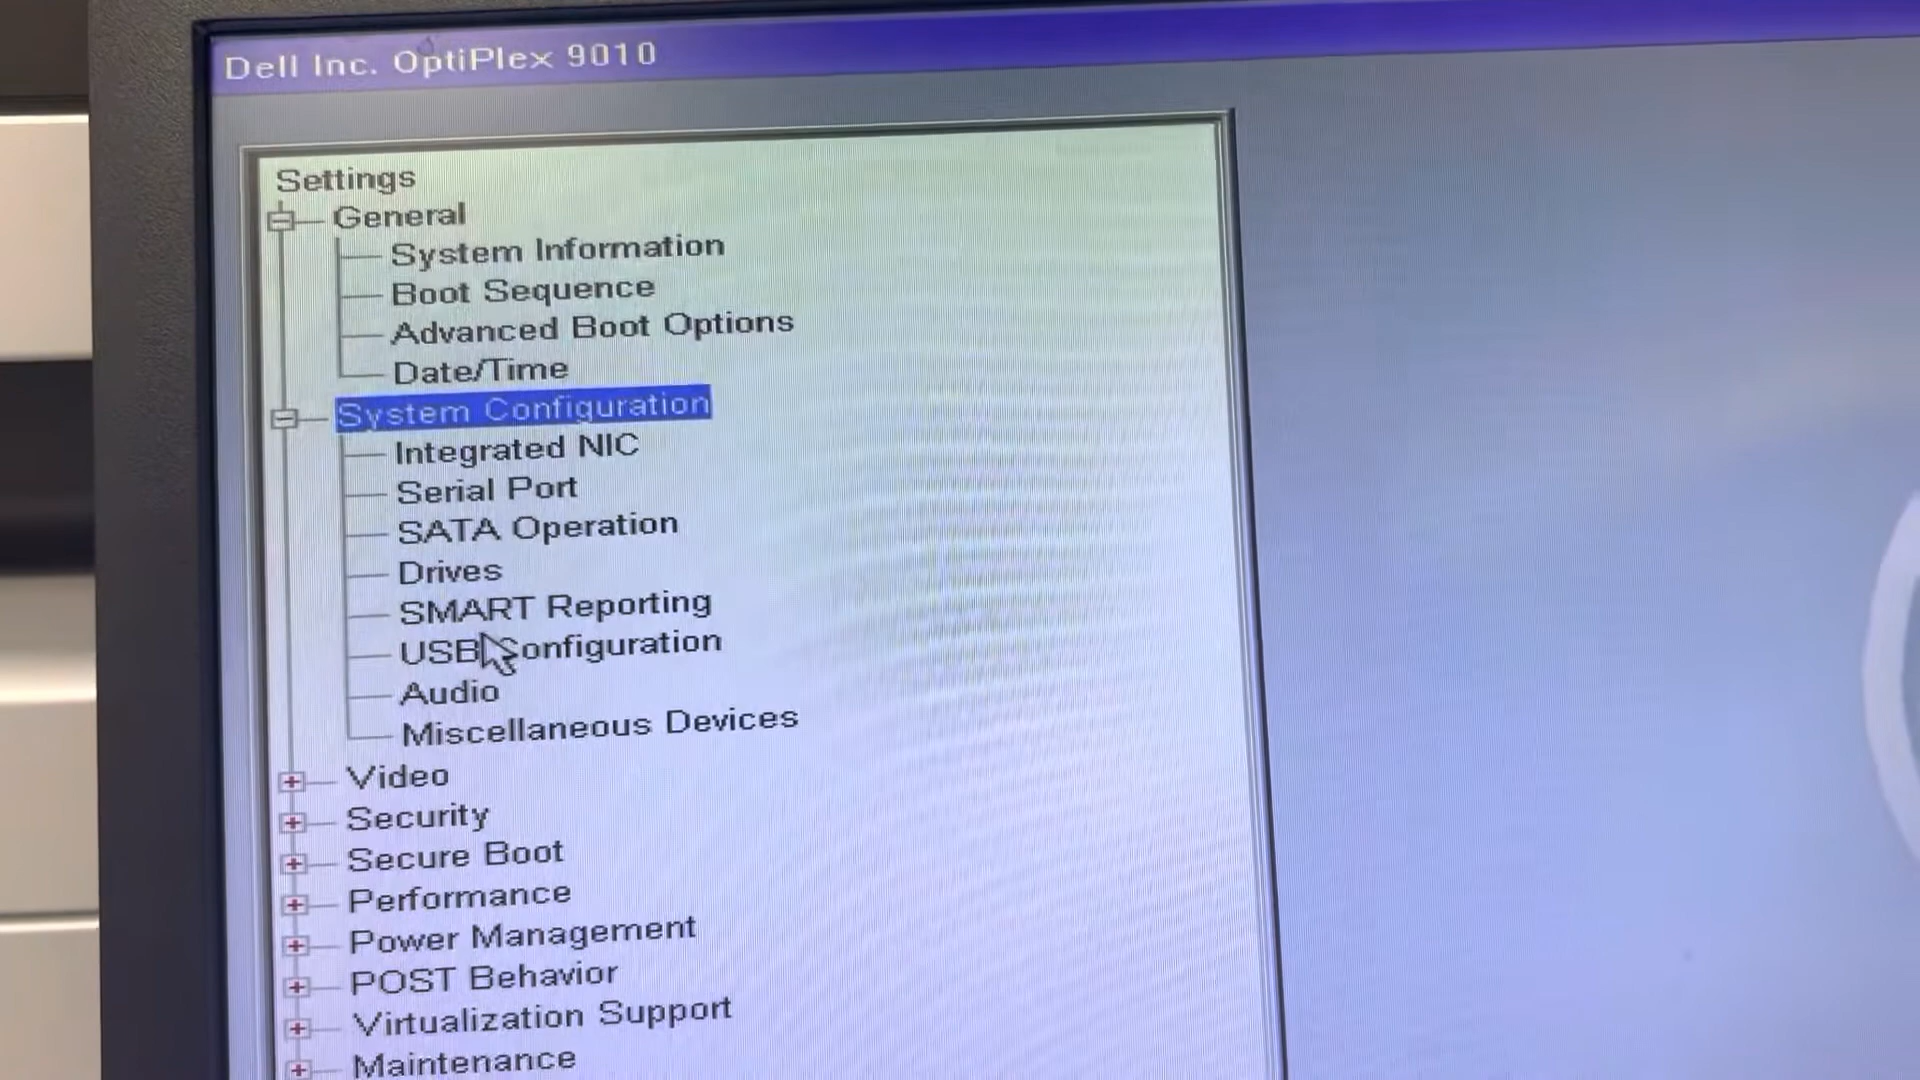 Dell Inc. OptiPlex 9010
Settings
General
System Information
Boot Sequence
Advanced Boot Options
Date/Time
System Configuration
Integrated NIC
Serial Port
SATA Operation
Drives
SMART Reporting
USB Configuration
Audio
Miscellaneous Devices
Video
Security
Secure Boot
Performance
Power Management
POST Behavior
Virtualization Support
Maintenance